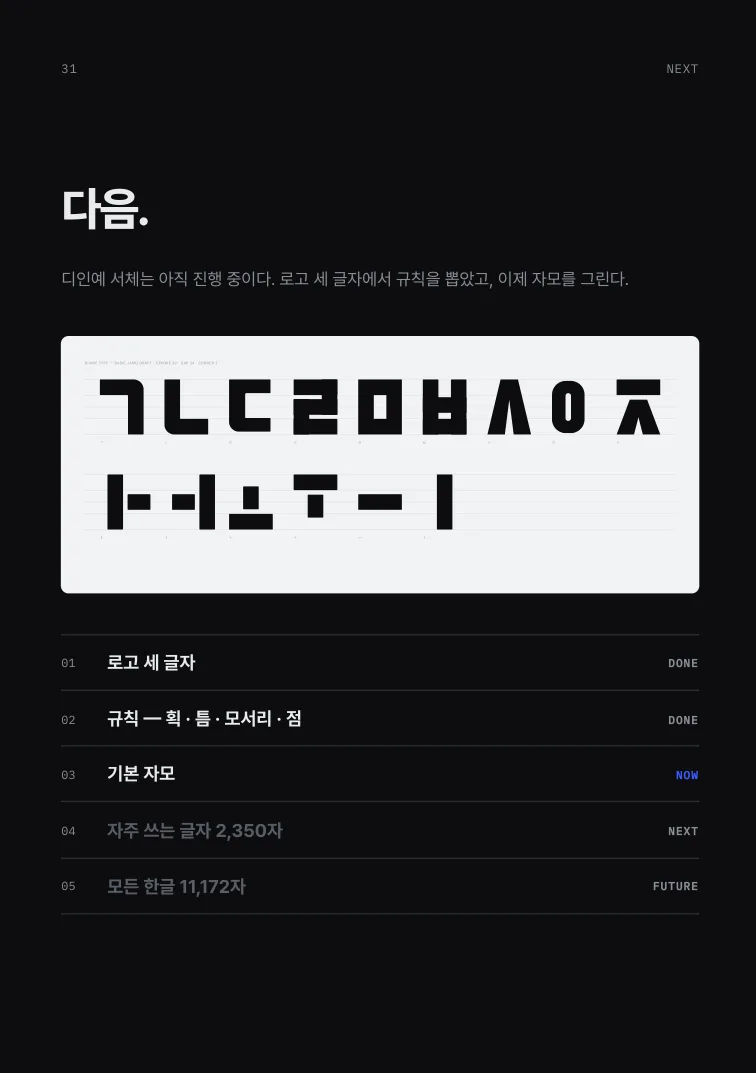 31
NEXT
다음.
디인예 서체는 아직 진행 중이다. 로고 세 글자에서 규칙을 뽑았고, 이제 자모를 그린다.
ㄱㄴㄷㄹㅁㅂㅅㅇㅈ
ㅏㅓㅗㅜㅡㅣ
01 로고 세 글자 DONE
02 규칙 — 획 · 틈 · 모서리 · 점 DONE
03 기본 자모 NOW
04 자주 쓰는 글자 2,350자 NEXT
05 모든 한글 11,172자 FUTURE